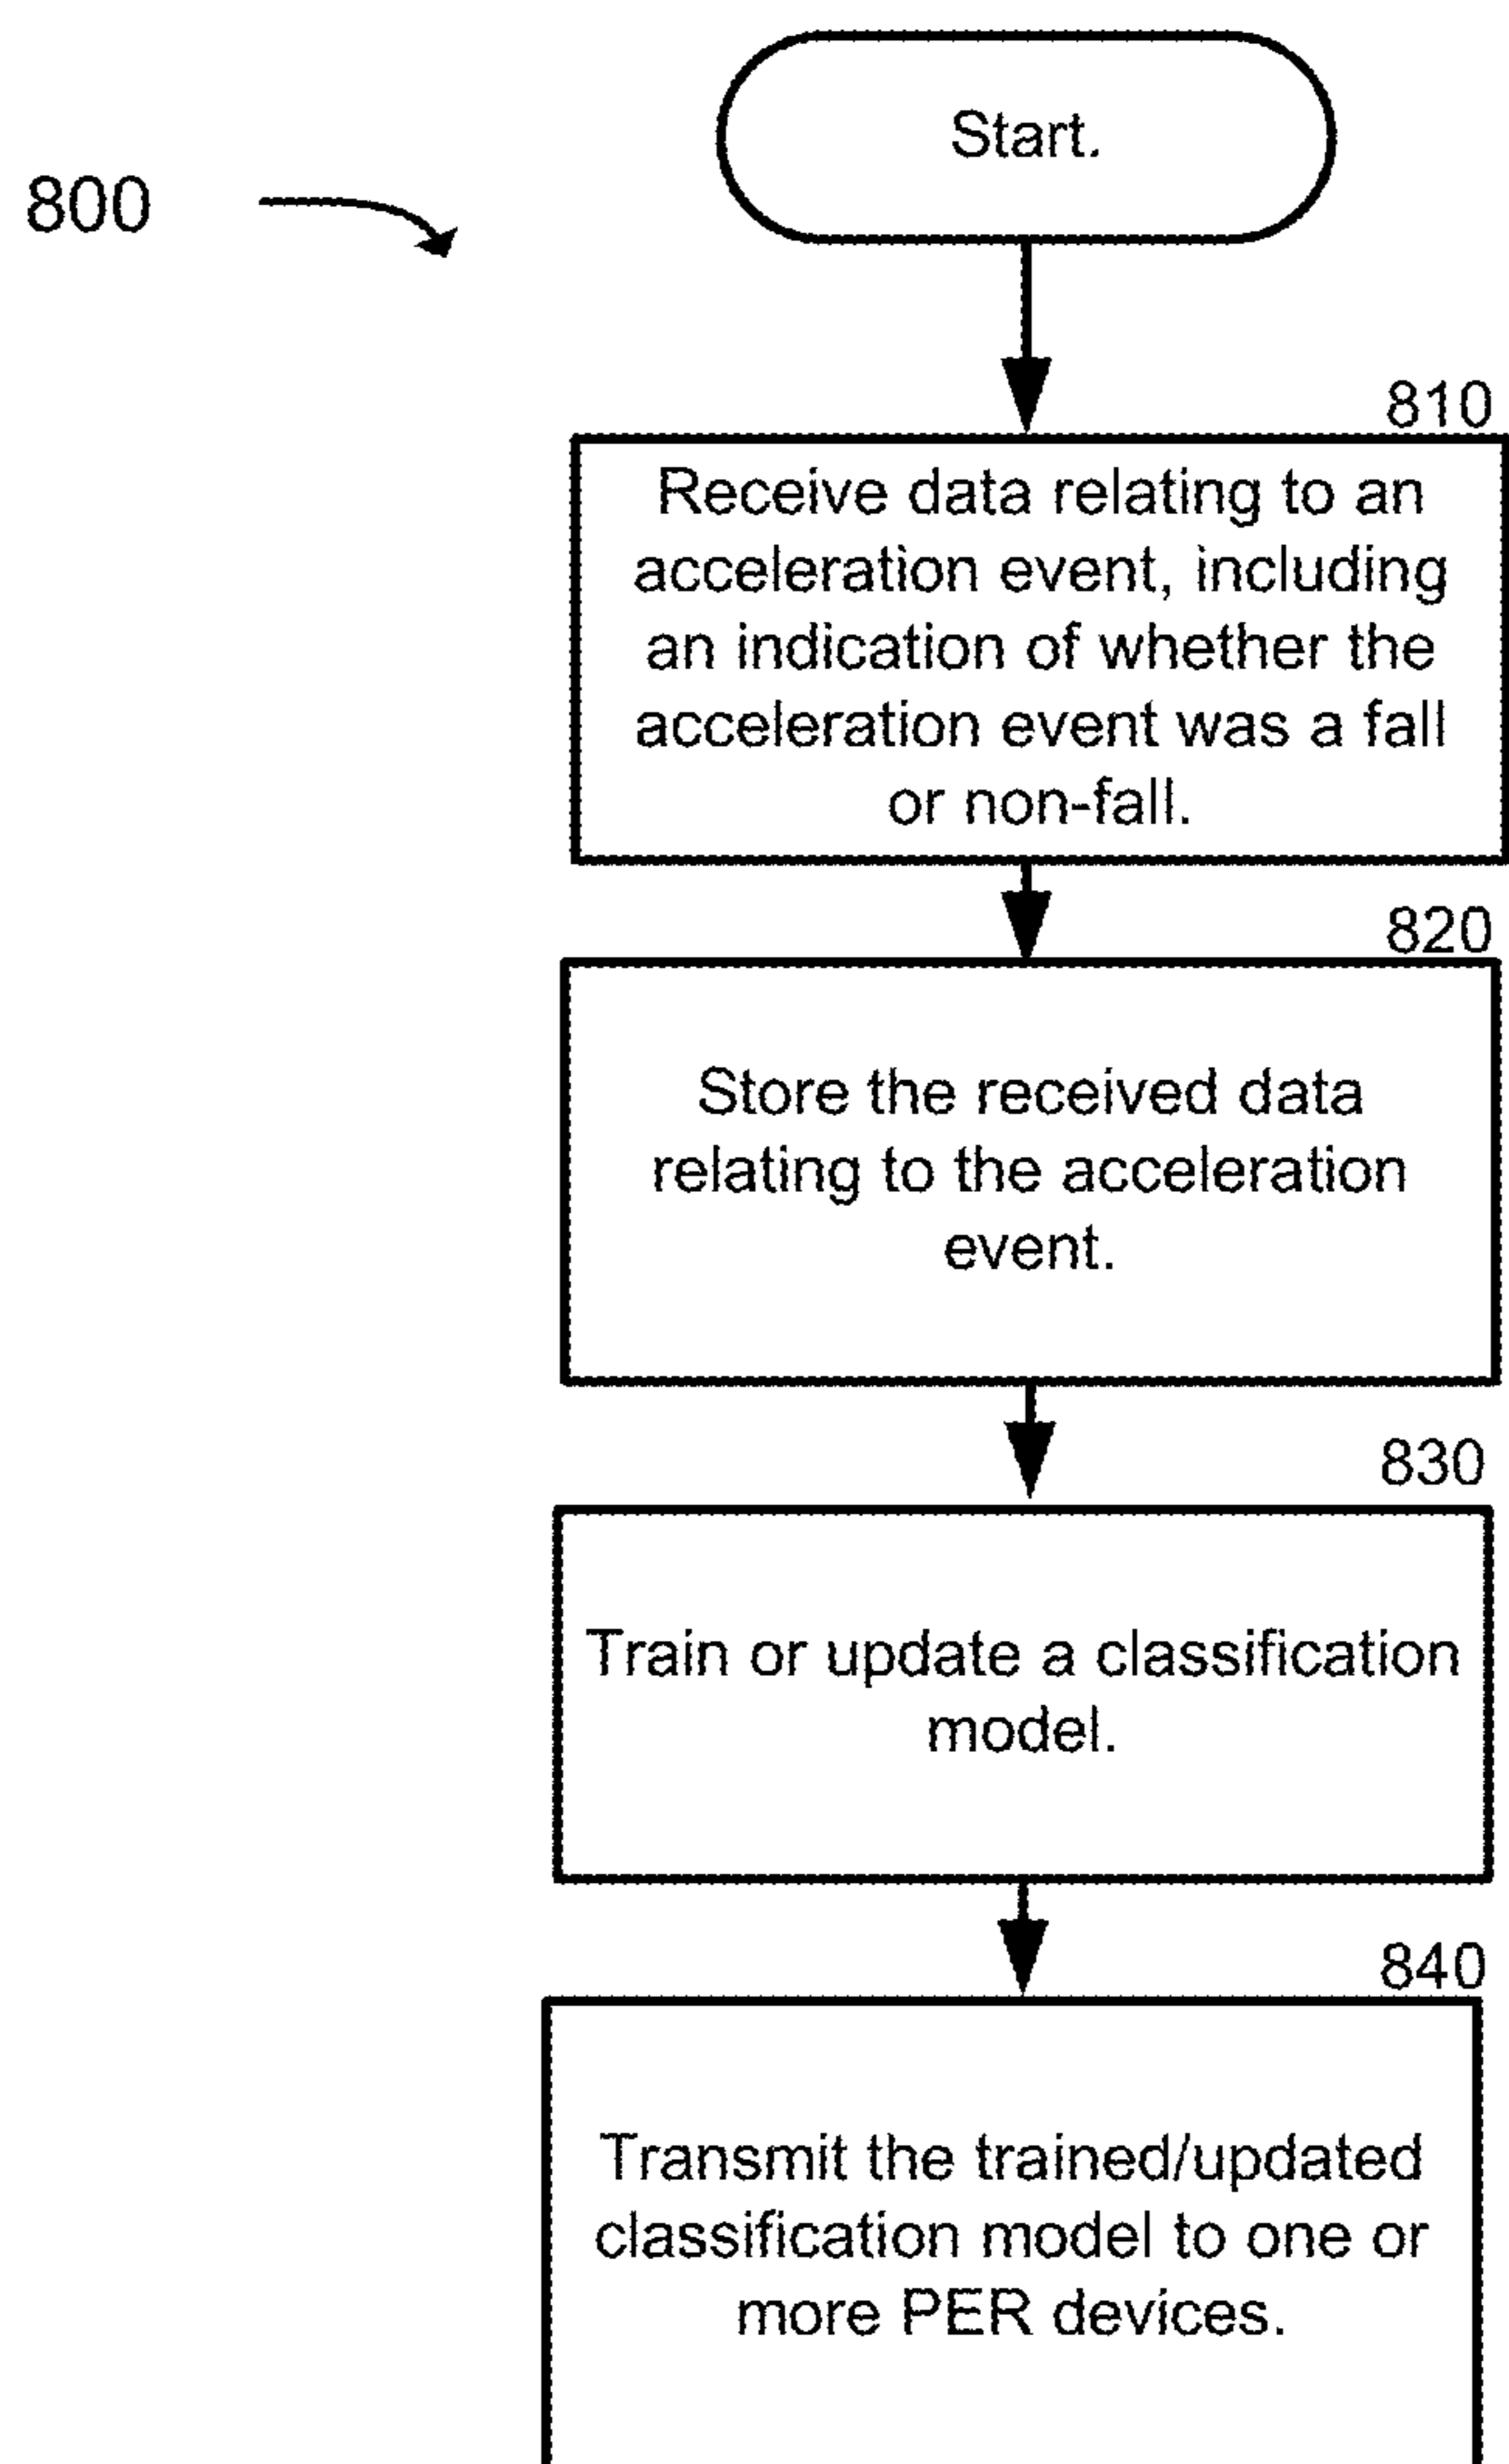 Start.
800
810
Receive data relating to an
acceleration event, including
an indication of whether the
acceleration event was a fall
or non-fall.
820
Store the received data
relating to the acceleration
event.
830
Train or update a classification
model.
840
Transmit the trained/updated
classification model to one or
more PER devices.